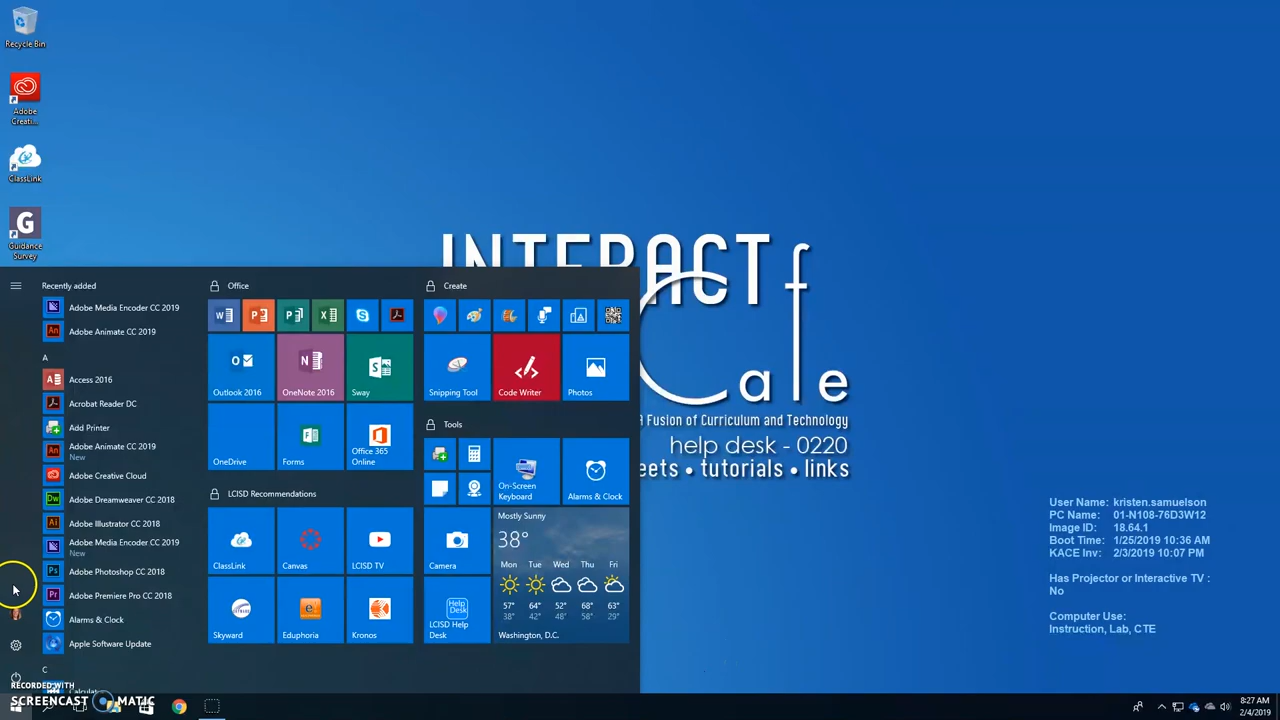 Recycle Bin
Adobe
Creati...
ClassLink
G
Guidance
Survey
INTERACT
Cafe
A Fusion of Curriculum and Technology
help desk - 0220
eets • tutorials • links
Recently added
Adobe Media Encoder CC 2019
Adobe Animate CC 2019
A
Access 2016
Acrobat Reader DC
Add Printer
Adobe Animate CC 2019
New
Adobe Creative Cloud
Adobe Dreamweaver CC 2018
Adobe Illustrator CC 2018
Adobe Media Encoder CC 2019
New
Adobe Photoshop CC 2018
Adobe Premiere Pro CC 2018
Alarms & Clock
Apple Software Update
C
Office
Outlook 2016
OneNote 2016
Sway
OneDrive
Forms
Office 365
Online
LCISD Recommendations
ClassLink
Canvas
LCISD TV
Skyward
Eduphoria
Kronos
Create
Snipping Tool
Code Writer
Photos
Tools
On-Screen
Keyboard
Alarms & Clock
Camera
Mostly Sunny
38°
Mon Tue Wed Thu Fri
57° 64° 52° 68° 63°
38° 42° 48° 58° 29°
Washington, D.C.
Help
Desk
LCISD Help
Desk
User Name: kristen.samuelson
PC Name: 01-N108-76D3W12
Image ID: 18.64.1
Boot Time: 1/25/2019 10:36 AM
KACE Inv: 2/3/2019 10:07 PM
Has Projector or Interactive TV :
No
Computer Use:
Instruction, Lab, CTE
RECORDED WITH
SCREENCAST MATIC
8:27 AM
2/4/2019